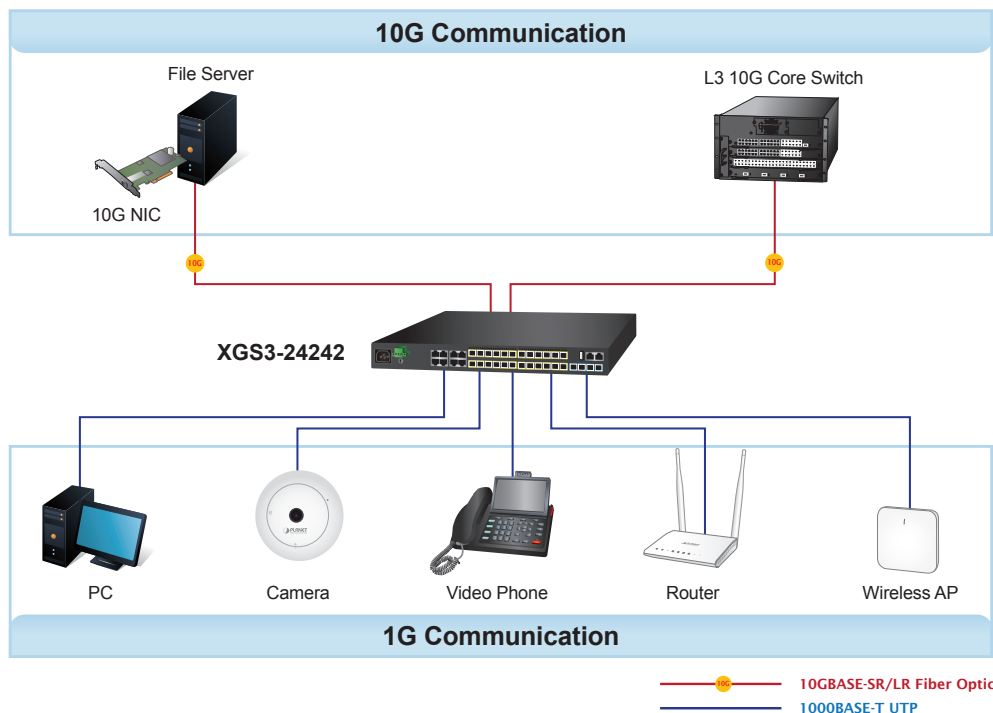 10G Communication
File Server
L3 10G Core Switch
10G NIC
10G
10G
XGS3-24242
PLANET
PC
Camera
Video Phone
Router
Wireless AP
1G Communication
10G
10GBASE-SR/LR Fiber Optic
1000BASE-T UTP